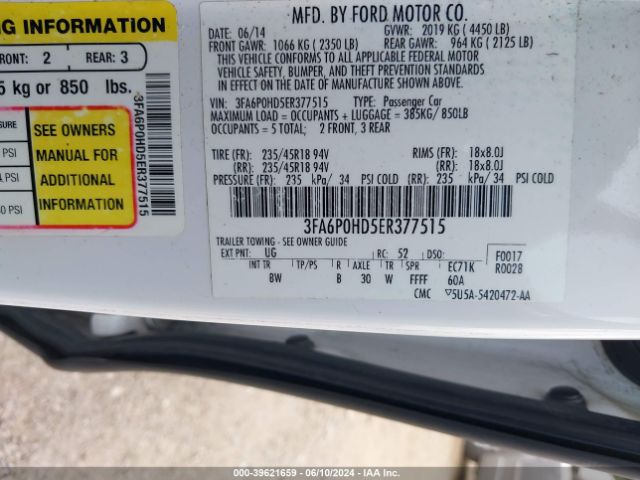 NG INFORMATION
FRONT: 2 REAR: 3
5 kg or 850 lbs.
SURE
PSI
PSI
0 PSI
SEE OWNERS
MANUAL FOR
ADDITIONAL
INFORMATION
3FA6P0HD5ER377515
MFD. BY FORD MOTOR CO.
DATE: 06/14 GVWR: 2019 KG ( 4450 LB)
FRONT GAWR: 1066 KG ( 2350 LB) REAR GAWR: 964 KG ( 2125 LB)
THIS VEHICLE CONFORMS TO ALL APPLICABLE FEDERAL MOTOR
VEHICLE SAFETY, BUMPER, AND THEFT PREVENTION STANDARDS
IN EFFECT ON THE DATE OF MANUFACTURE SHOWN ABOVE.
VIN: 3FA6P0HD5ER377515 TYPE: Passenger Car
MAXIMUM LOAD = OCCUPANTS + LUGGAGE = 385KG/ 850LB
OCCUPANTS = 5 TOTAL; 2 FRONT, 3 REAR
TIRE (FR): 235/45R18 94V RIMS (FR): 18x8.0J
(RR): 235/45R18 94V (RR): 18x8.0J
PRESSURE (FR): 235 kPa/ 34 PSI COLD (RR): 235 kPa/ 34 PSI COLD
3FA6P0HD5ER377515
TRAILER TOWING - SEE OWNER GUIDE
EXT PNT: UG RC: 52 DSO: F0017
INT TR TP/PS R AXLE TR SPR EC71K R0028
BW B 30 W FFFF 60A
CMC ▽5U5A-5420472-AA
000-39621659 - 06/10/2024 - IAA Inc.